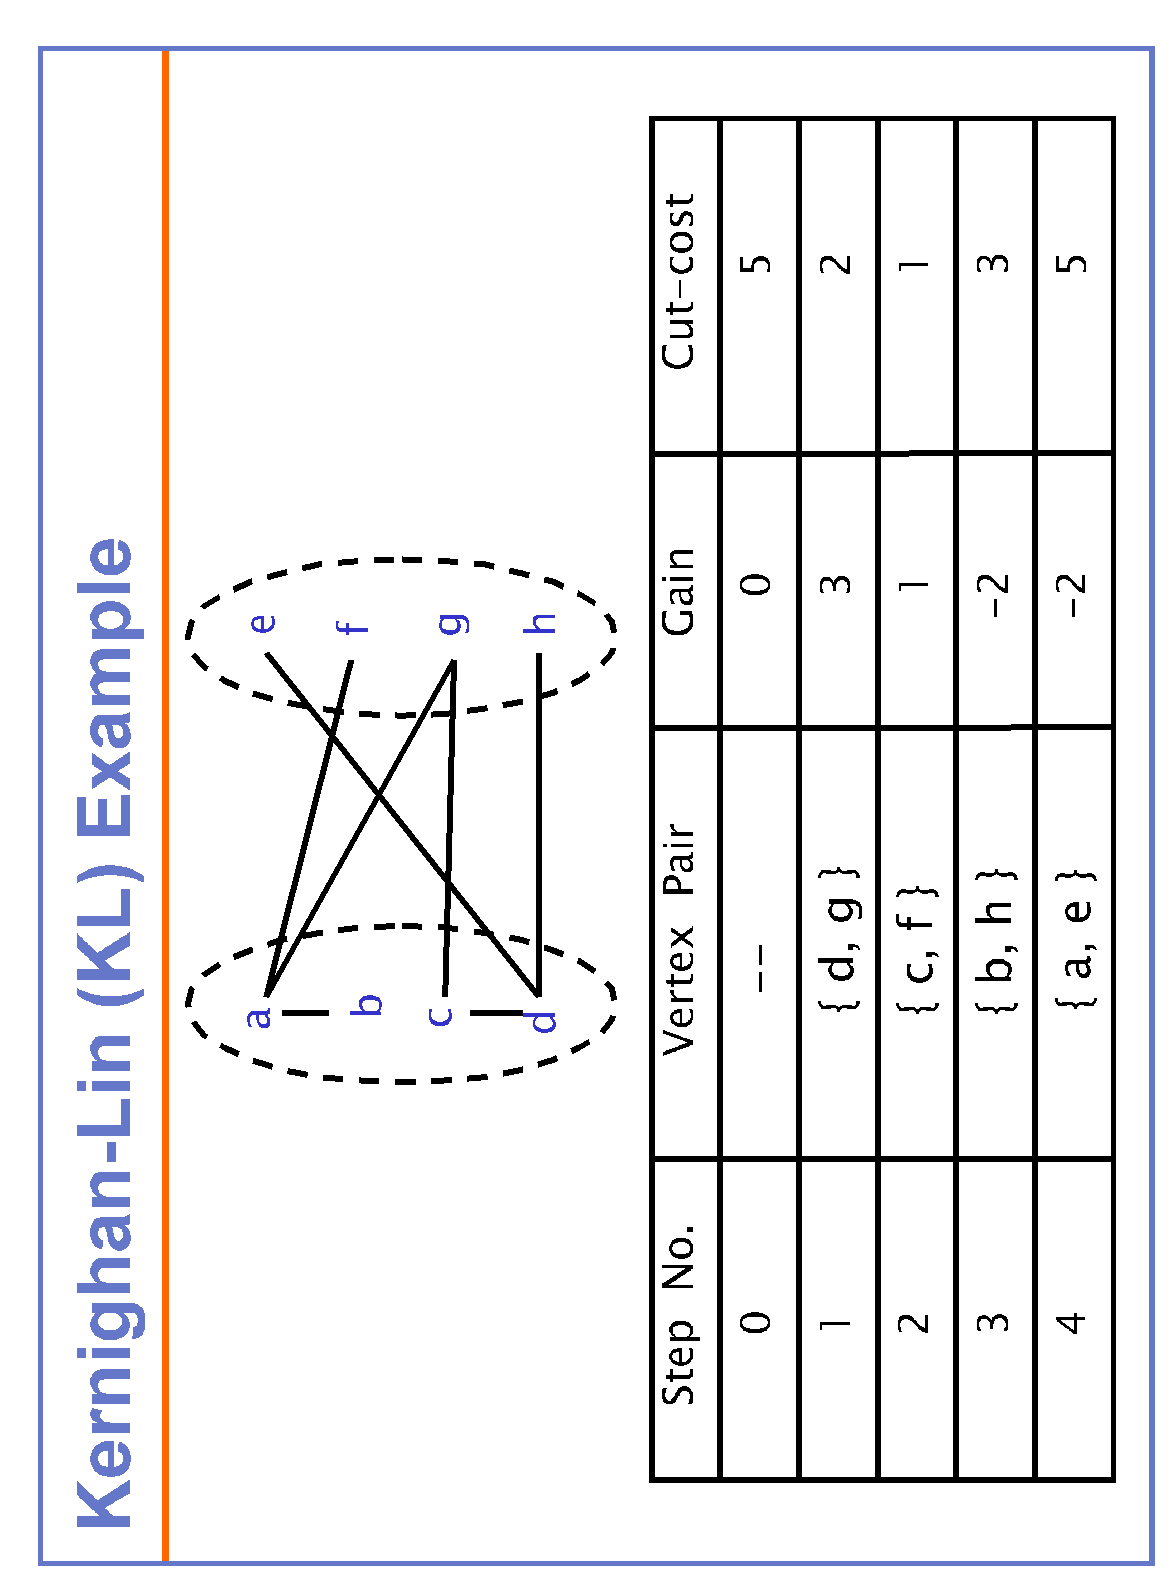 Kernighan-Lin (KL) Example
a e
b f
c g
d h
Step No. Vertex Pair Gain Cut-cost
0 -- 0 5
1 { d, g } 3 2
2 { c, f } 1 1
3 { b, h } -2 3
4 { a, e } -2 5